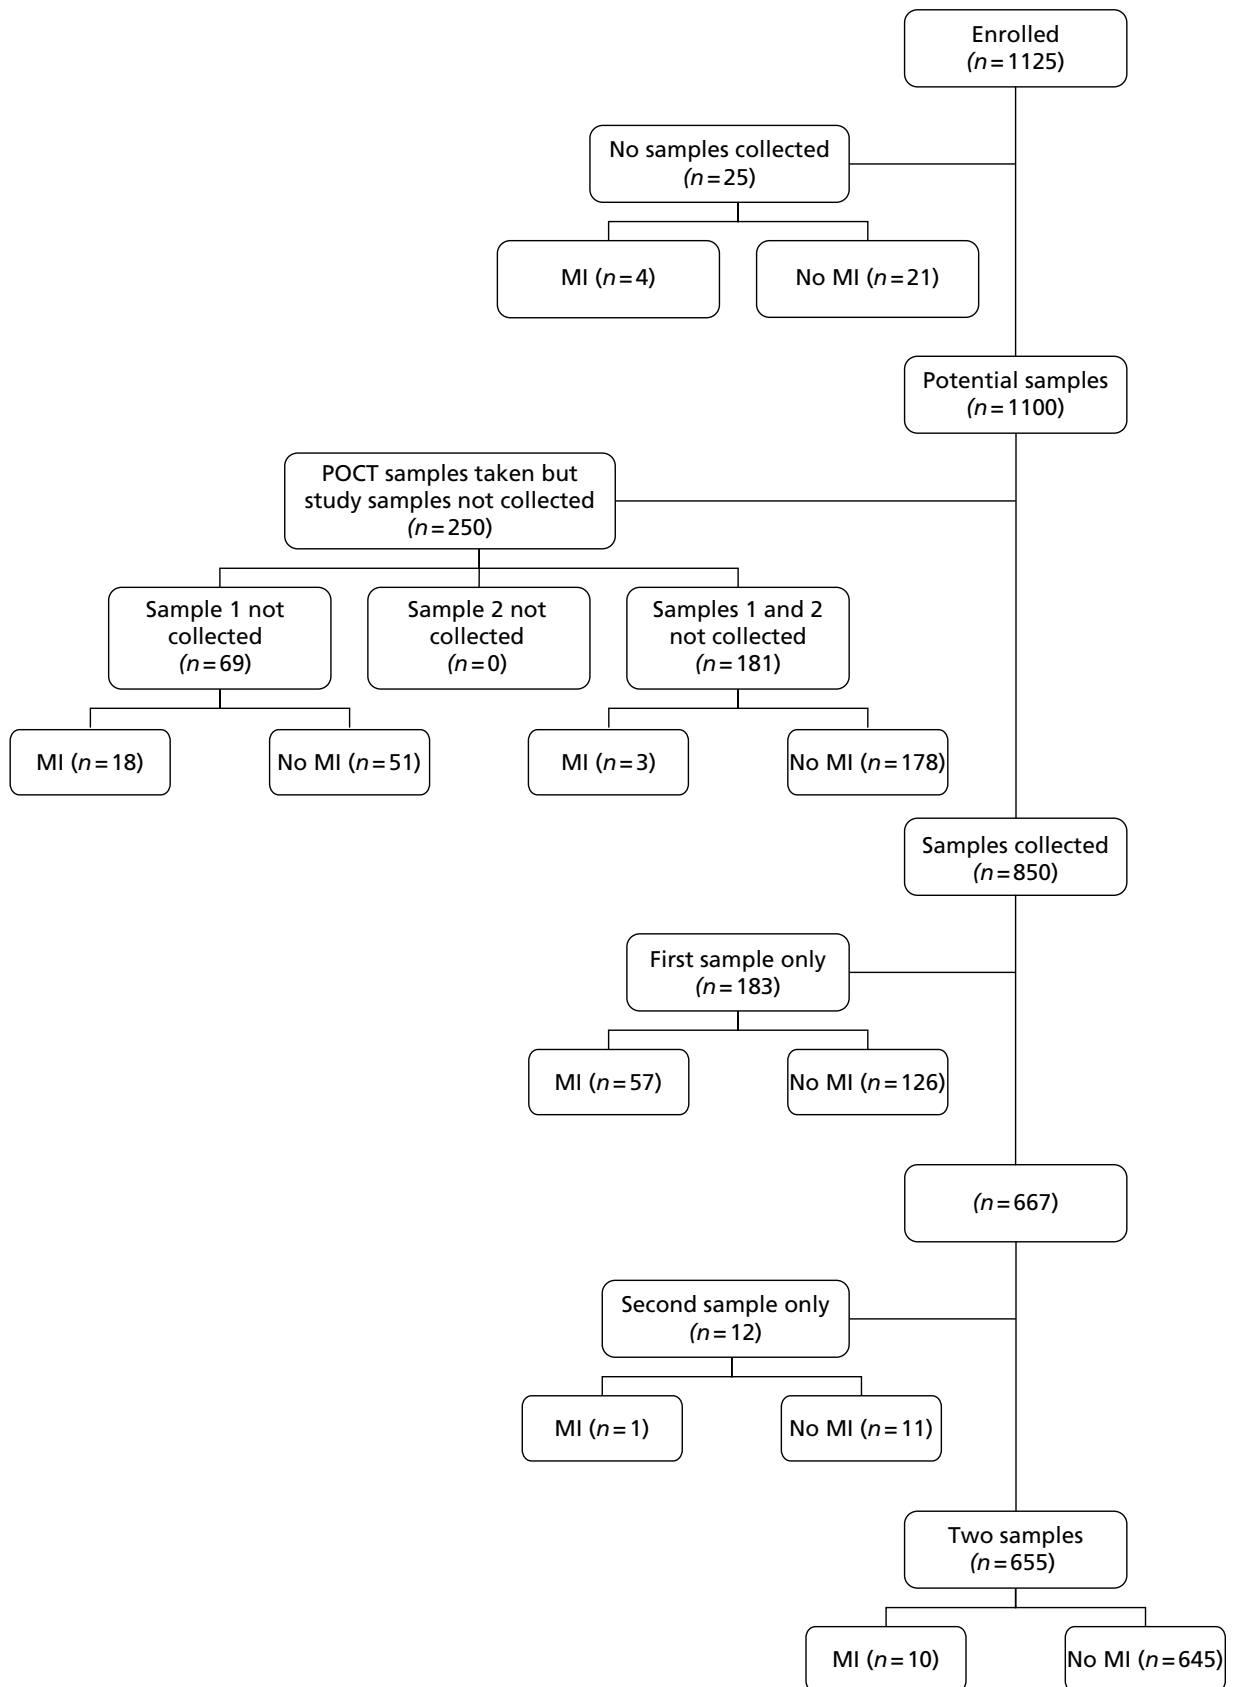 Enrolled
(n=1125)
No samples collected
(n=25)
MI (n=4)
No MI (n=21)
Potential samples
(n=1100)
POCT samples taken but
study samples not collected
(n=250)
Sample 1 not
collected
(n=69)
Sample 2 not
collected
(n=0)
Samples 1 and 2
not collected
(n=181)
MI (n=18)
No MI (n=51)
MI (n=3)
No MI (n=178)
Samples collected
(n=850)
First sample only
(n=183)
MI (n=57)
No MI (n=126)
(n=667)
Second sample only
(n=12)
MI (n=1)
No MI (n=11)
Two samples
(n=655)
MI (n=10)
No MI (n=645)